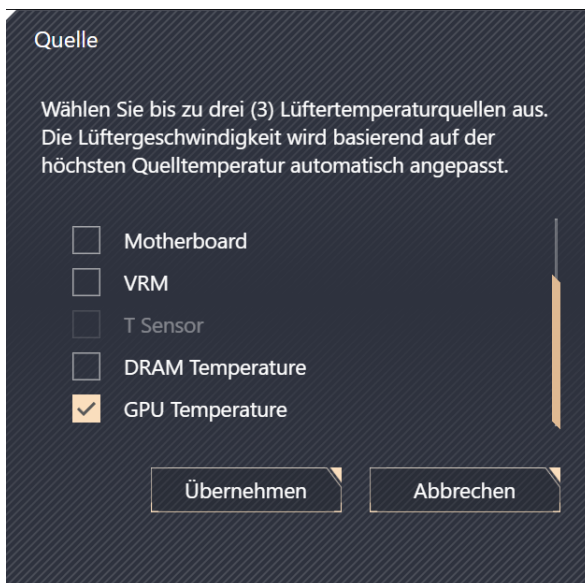 Quelle
Wählen Sie bis zu drei (3) Lüftertemperaturquellen aus.
Die Lüftergeschwindigkeit wird basierend auf der
höchsten Quelltemperatur automatisch angepasst.
Motherboard
VRM
T Sensor
DRAM Temperature
GPU Temperature
Übernehmen
Abbrechen